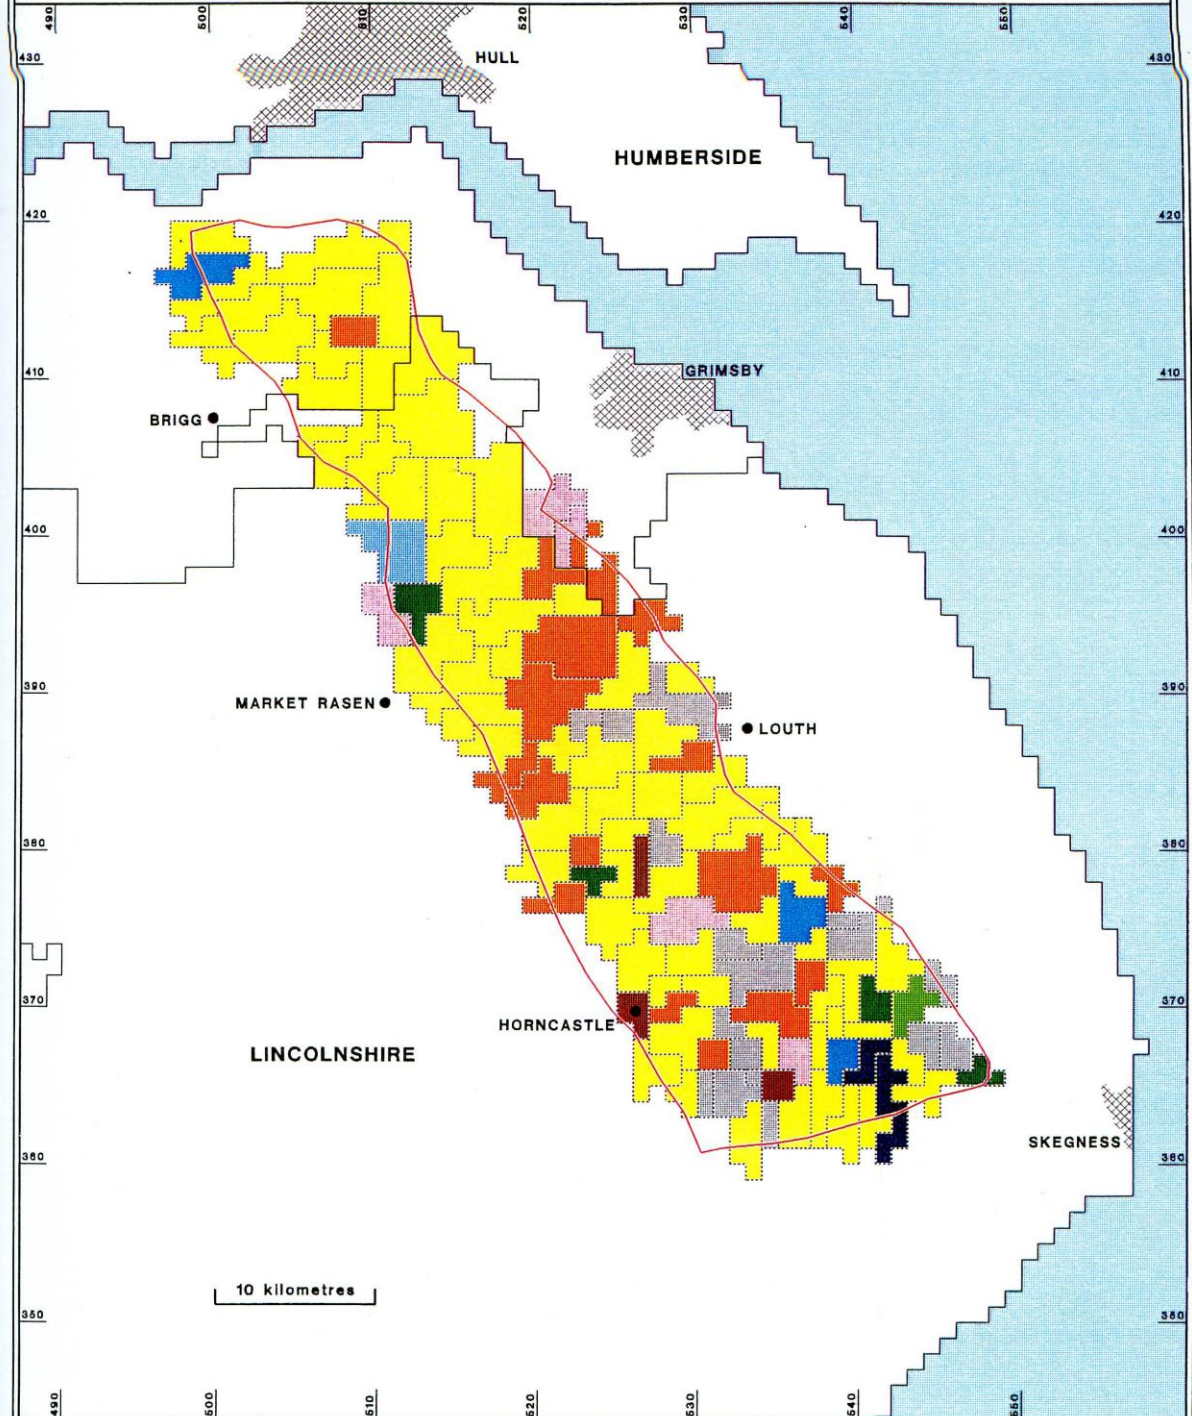 490 500 510 520 530 540 550
HULL
430 430
HUMBERSIDE
420 420
GRIMSBY
410 410
BRIGG
400 400
390 390
MARKET RASEN
LOUTH
380 380
370 370
HORNCASTLE
LINCOLNSHIRE
SKEGNESS
360 360
10 kilometres
350 350
490 500 510 520 530 540 550